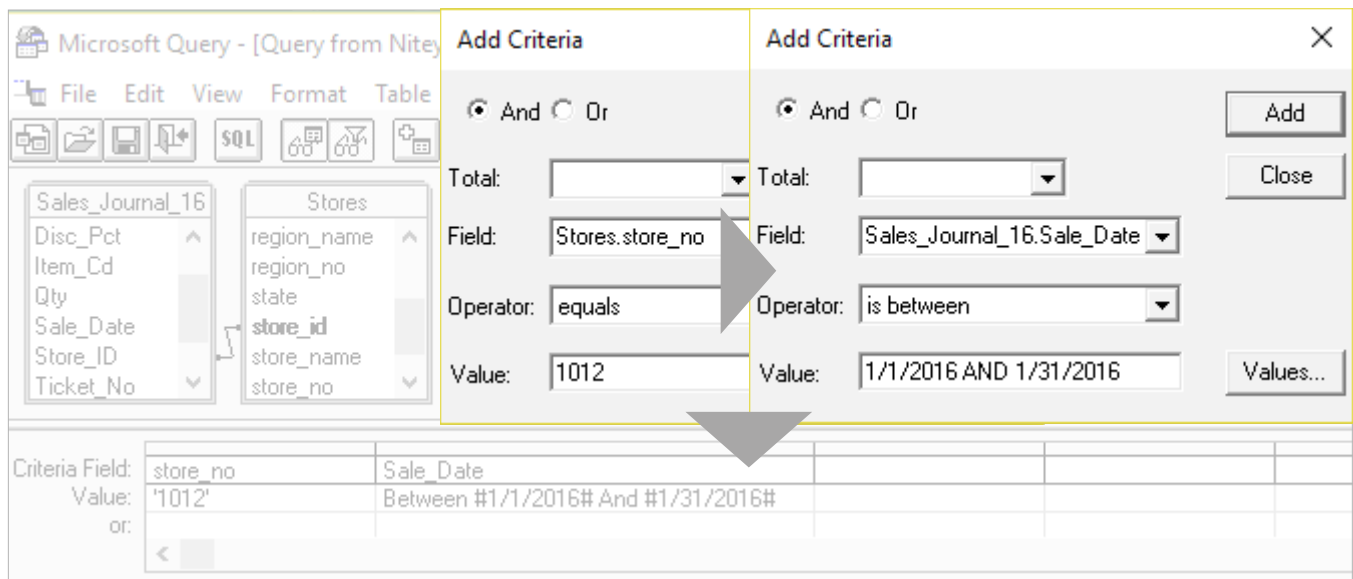 Microsoft Query - [Query from Nitey
File Edit View Format Table
SQL
Sales_Journal_16
Disc_Pct
Item_Cd
Qty
Sale_Date
Store_ID
Ticket_No
Stores
region_name
region_no
state
store_id
store_name
store_no
Add Criteria
And Or
Total:
Field: Stores.store_no
Operator: equals
Value: 1012
Add Criteria
And Or
Add
Total:
Close
Field: Sales_Journal_16.Sale_Date
Operator: is between
Value: 1/1/2016 AND 1/31/2016
Values...
Criteria Field: store_no Sale_Date
Value: '1012' Between #1/1/2016# And #1/31/2016#
or: